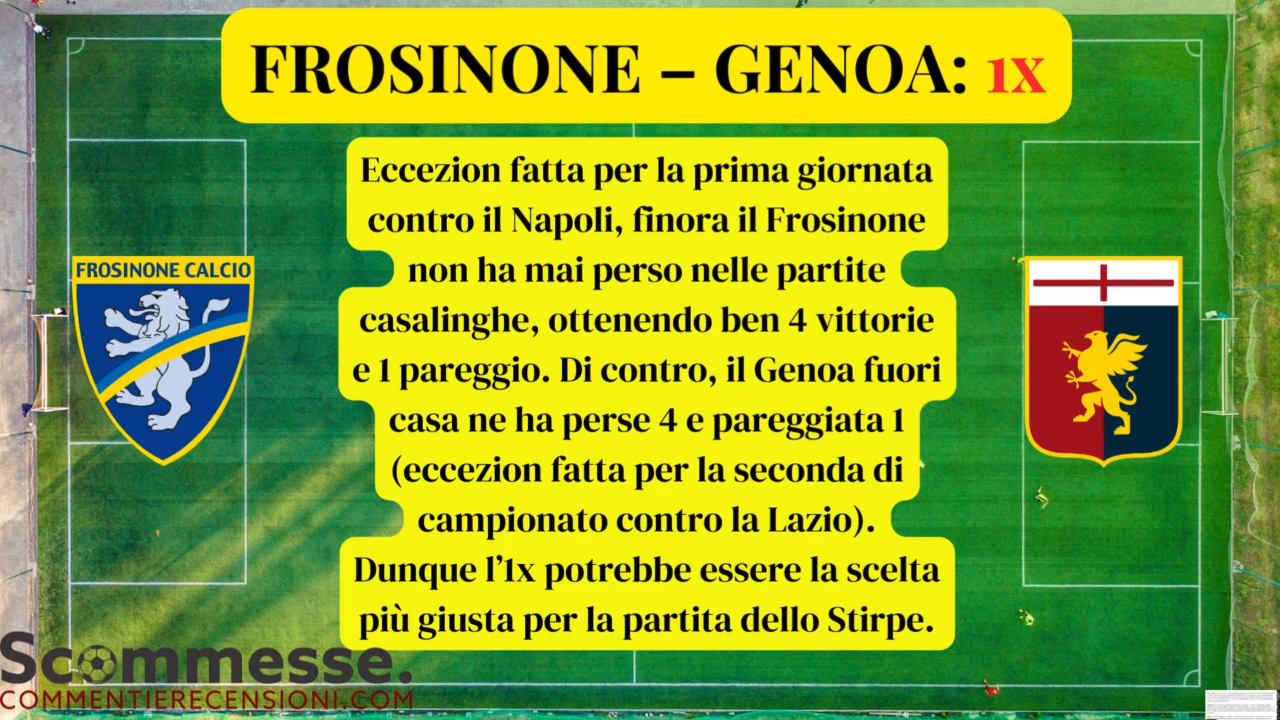 FROSINONE – GENOA: 1x
Eccezion fatta per la prima giornata
contro il Napoli, finora il Frosinone
non ha mai perso nelle partite
casalinghe, ottenendo ben 4 vittorie
e 1 pareggio. Di contro, il Genoa fuori
casa ne ha perse 4 e pareggiata 1
(eccezion fatta per la seconda di
campionato contro la Lazio).
Dunque l’1x potrebbe essere la scelta
più giusta per la partita dello Stirpe.
FROSINONE CALCIO
Scommesse.
COMMENTIERECENSIONI.COM